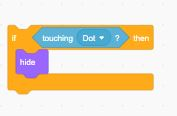 if touching Dot ? then
hide